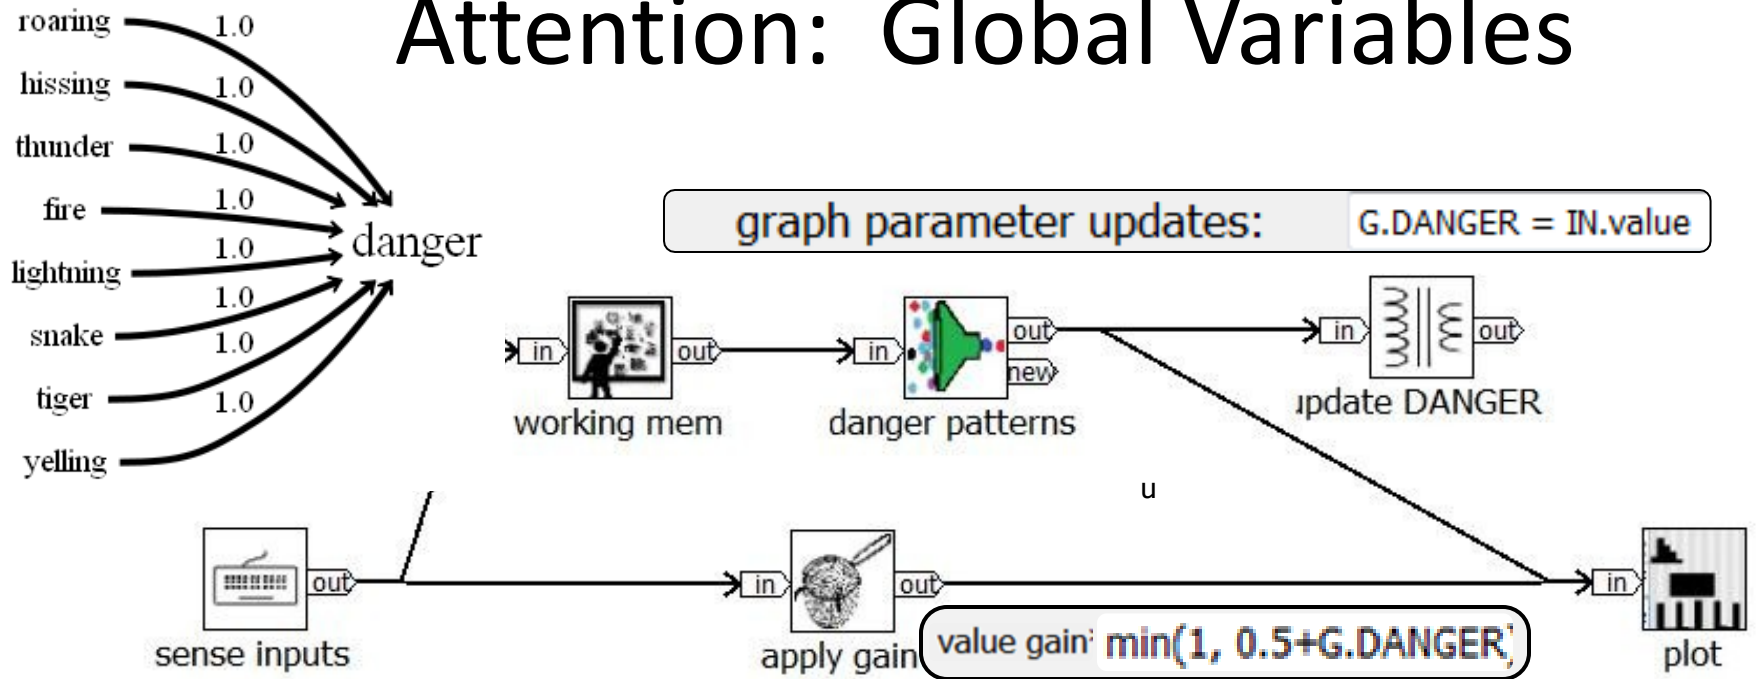 Attention: Global Variables
roaring 1.0
hissing 1.0
thunder 1.0
fire 1.0
lightning 1.0
snake 1.0
tiger 1.0
yelling 1.0
danger
graph parameter updates: G.DANGER = IN.value
in out
working mem
in out
new
danger patterns
in out
update DANGER
u
out
sense inputs
in out
apply gain
value gain* min(1, 0.5+G.DANGER)
in
plot